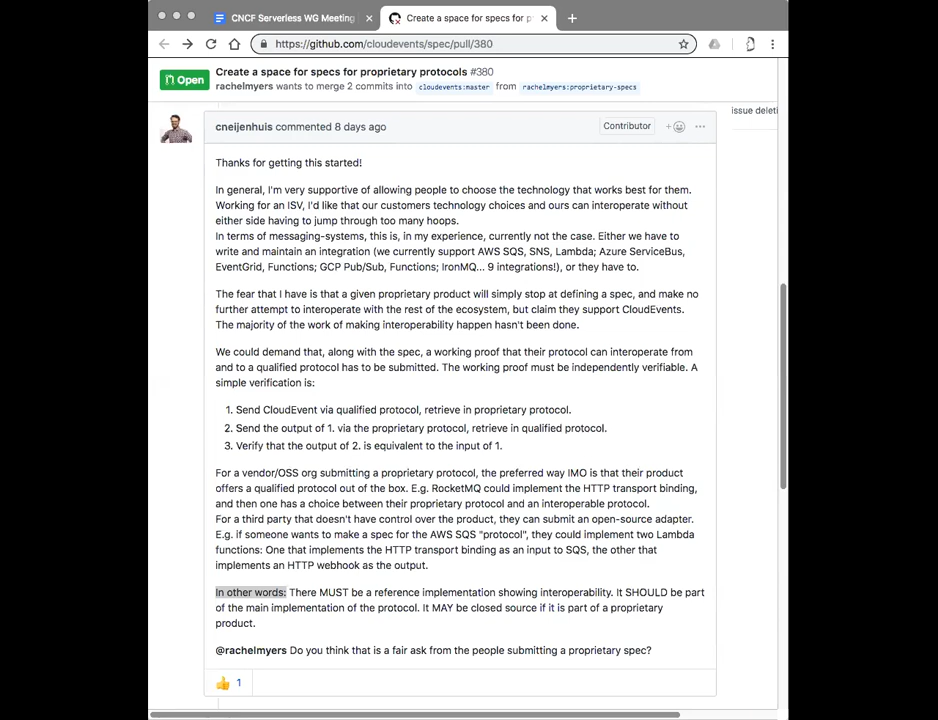 CNCF Serverless WG Meeting
Create a space for specs for p
https://github.com/cloudevents/spec/pull/380
Open
Create a space for specs for proprietary protocols #380
rachelmyers wants to merge 2 commits into cloudevents:master from rachelmyers:proprietary-specs
issue deleti
cneijenhuis commented 8 days ago
Contributor
Thanks for getting this started!
In general, I'm very supportive of allowing people to choose the technology that works best for them.
Working for an ISV, I'd like that our customers technology choices and ours can interoperate without
either side having to jump through too many hoops.
In terms of messaging-systems, this is, in my experience, currently not the case. Either we have to
write and maintain an integration (we currently support AWS SQS, SNS, Lambda; Azure ServiceBus,
EventGrid, Functions; GCP Pub/Sub, Functions; IronMQ... 9 integrations!), or they have to.
The fear that I have is that a given proprietary product will simply stop at defining a spec, and make no
further attempt to interoperate with the rest of the ecosystem, but claim they support CloudEvents.
The majority of the work of making interoperability happen hasn't been done.
We could demand that, along with the spec, a working proof that their protocol can interoperate from
and to a qualified protocol has to be submitted. The working proof must be independently verifiable. A
simple verification is:
1. Send CloudEvent via qualified protocol, retrieve in proprietary protocol.
2. Send the output of 1. via the proprietary protocol, retrieve in qualified protocol.
3. Verify that the output of 2. is equivalent to the input of 1.
For a vendor/OSS org submitting a proprietary protocol, the preferred way IMO is that their product
offers a qualified protocol out of the box. E.g. RocketMQ could implement the HTTP transport binding,
and then one has a choice between their proprietary protocol and an interoperable protocol.
For a third party that doesn't have control over the product, they can submit an open-source adapter.
E.g. if someone wants to make a spec for the AWS SQS "protocol", they could implement two Lambda
functions: One that implements the HTTP transport binding as an input to SQS, the other that
implements an HTTP webhook as the output.
In other words: There MUST be a reference implementation showing interoperability. It SHOULD be part
of the main implementation of the protocol. It MAY be closed source if it is part of a proprietary
product.
@rachelmyers Do you think that is a fair ask from the people submitting a proprietary spec?
1